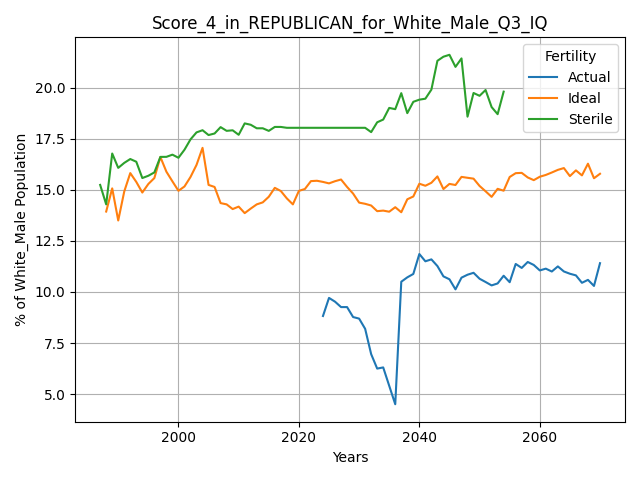 Score_4_in_REPUBLICAN_for_White_Male_Q3_IQ
Fertility
Actual
Ideal
Sterile
% of White_Male Population
20.0
17.5
15.0
12.5
10.0
7.5
5.0
2000
2020
2040
2060
Years